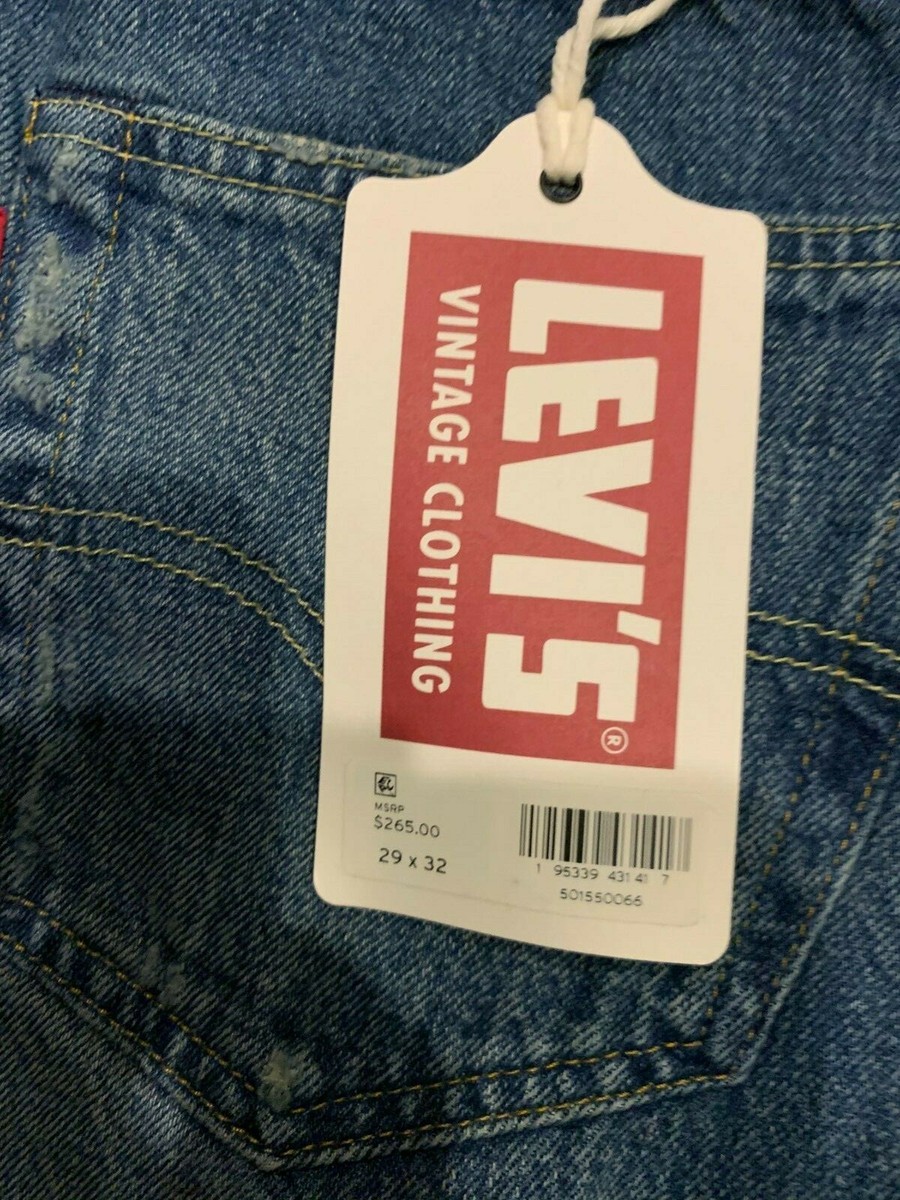 LEVI'S®
VINTAGE CLOTHING
MSRP
$265.00
29 x 32
1 95339 43141 7
501550066